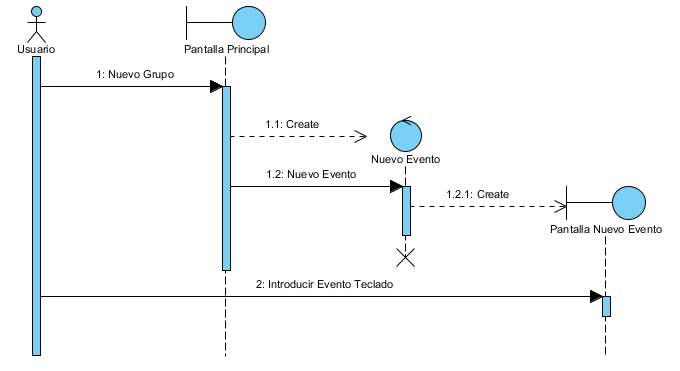 Usuario
Pantalla Principal
1: Nuevo Grupo
1.1: Create
Nuevo Evento
1.2: Nuevo Evento
1.2.1: Create
Pantalla Nuevo Evento
2: Introducir Evento Teclado